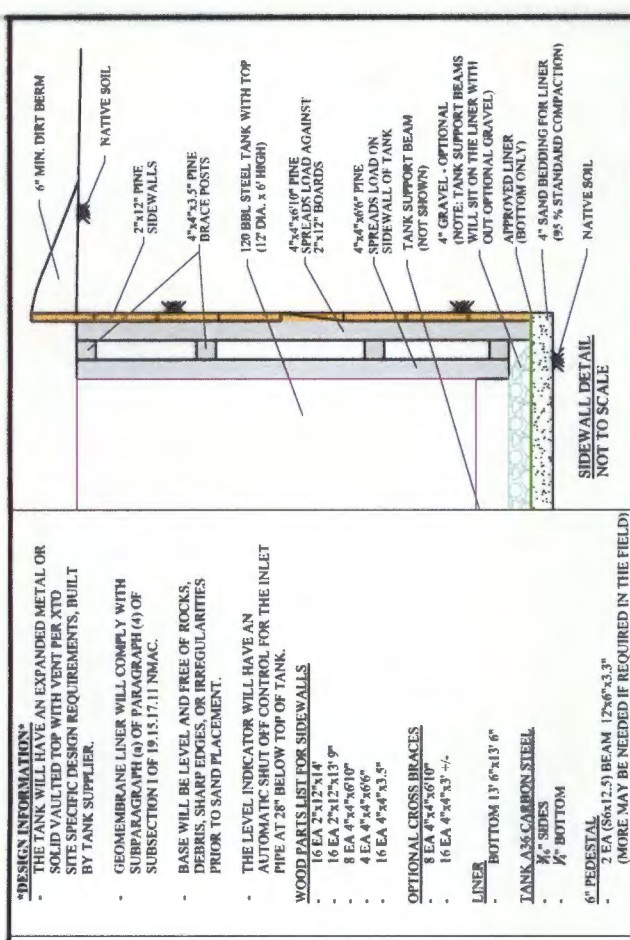 *DESIGN INFORMATION*
- THE TANK WILL HAVE AN EXPANDED METAL OR
SOLID VAULTED TOP WITH VENT PER XTO
SITE SPECIFIC DESIGN REQUIREMENTS, BUILT
BY TANK SUPPLIER.
- GEOMEMBRANE LINER WILL COMPLY WITH
SUBPARAGRAPH (a) OF PARAGRAPH (4) OF
SUBSECTION I OF 19.15.17.11 NMAC.
- BASE WILL BE LEVEL AND FREE OF ROCKS,
DEBRIS, SHARP EDGES, OR IRREGULARITIES
PRIOR TO SAND PLACEMENT.
- THE LEVEL INDICATOR WILL HAVE AN
AUTOMATIC SHUT OFF CONTROL FOR THE INLET
PIPE AT 28" BELOW TOP OF TANK.
WOOD PARTS LIST FOR SIDEWALLS
- 16 EA 2"x12"x14'
- 16 EA 2"x12"x13' 9"
- 8 EA 4"x4"x6'10"
- 4 EA 4"x4"x6'6"
- 16 EA 4"x4"x3.5"
OPTIONAL CROSS BRACES
- 8 EA 4"x4"x6'10"
- 16 EA 4"x4"x3' +/-
LINER
- BOTTOM 13' 6"x13' 6"
TANK A36 CARBON STEEL
- 3/16" SIDES
- 1/4" BOTTOM
6" PEDESTAL
- 2 EA (S6x12.5) BEAM 12'x6"x3.3"
(MORE MAY BE NEEDED IF REQUIRED IN THE FIELD)
6" MIN. DIRT BERM
NATIVE SOIL
2"x12" PINE
SIDEWALLS
4"x4"x3.5" PINE
BRACE POSTS
120 BBL STEEL TANK WITH TOP
(12' DIA. x 6' HIGH)
4"x4"x6'10" PINE
SPREADS LOAD AGAINST
2"x12" BOARDS
4"x4"x6'6" PINE
SPREADS LOAD ON
SIDEWALL OF TANK
TANK SUPPORT BEAM
(NOT SHOWN)
4" GRAVEL - OPTIONAL
(NOTE: TANK SUPPORT BEAMS
WILL SIT ON THE LINER WITH
OUT OPTIONAL GRAVEL)
APPROVED LINER
(BOTTOM ONLY)
4" SAND BEDDING FOR LINER
(95 % STANDARD COMPACTION)
NATIVE SOIL
SIDEWALL DETAIL
NOT TO SCALE